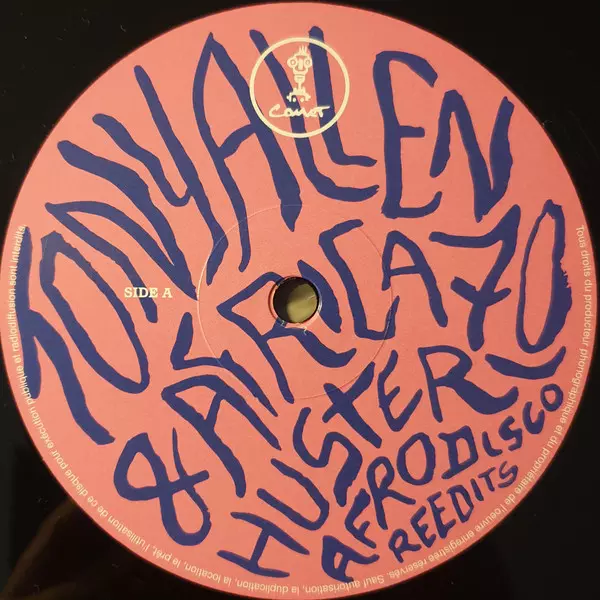 Comet
TONY ALLEN
& AFRICA 70
HUSTER
AFRODISCO
REEDITS
SIDE A
Tous droits du producteur phonographique et du propriétaire de l'oeuvre enregistrée réservés. Sauf autorisation, la duplication, la location, le prêt, l'utilisation de ce disque pour exécution publique et radiodiffusion sont interdits.